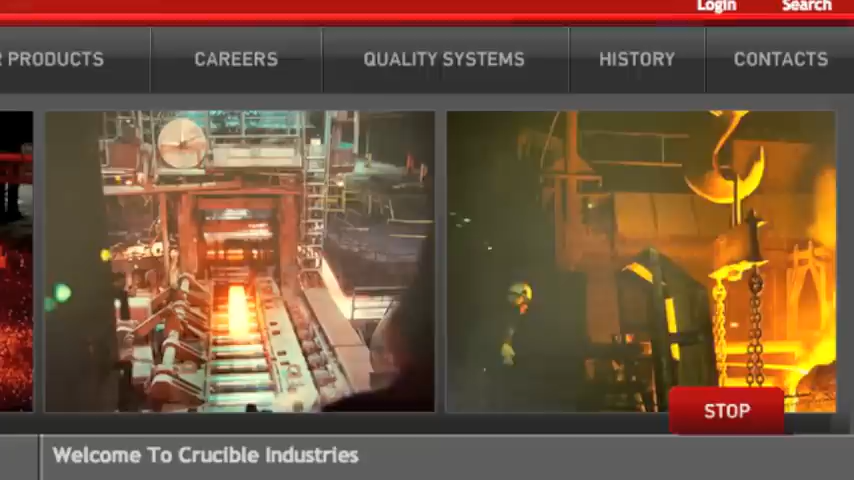 Login Search
PRODUCTS CAREERS QUALITY SYSTEMS HISTORY CONTACTS
STOP
Welcome To Crucible Industries